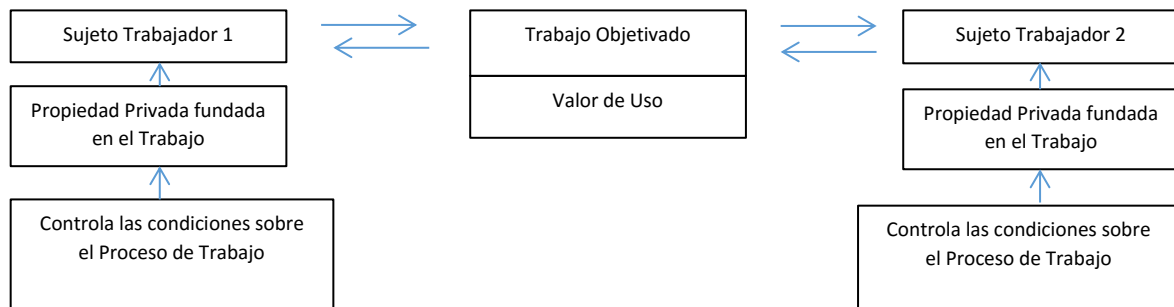 Sujeto Trabajador 1
Trabajo Objetivado
Sujeto Trabajador 2
Valor de Uso
Propiedad Privada fundada
en el Trabajo
Propiedad Privada fundada
en el Trabajo
Controla las condiciones sobre
el Proceso de Trabajo
Controla las condiciones sobre
el Proceso de Trabajo